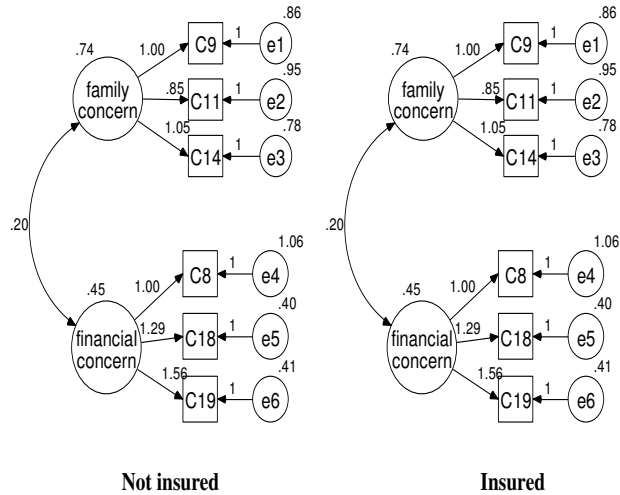 .74
1.00
C9
1
e1
.86
family
concern
.85
C11
1
e2
.95
1.05
C14
1
e3
.78
.20
.45
1.00
C8
1
e4
1.06
financial
concern
1.29
C18
1
e5
.40
1.56
C19
1
e6
.41
Not insured
.74
1.00
C9
1
e1
.86
family
concern
.85
C11
1
e2
.95
1.05
C14
1
e3
.78
.20
.45
1.00
C8
1
e4
1.06
financial
concern
1.29
C18
1
e5
.40
1.56
C19
1
e6
.41
Insured